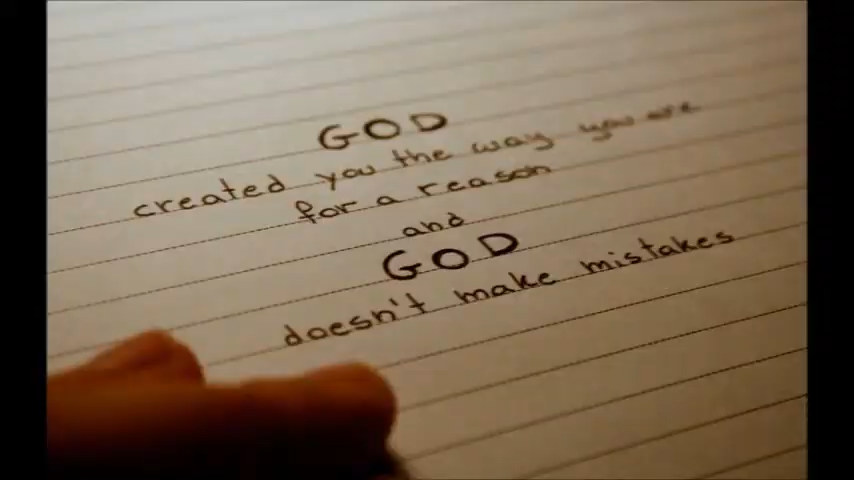 GOD
created you the way you are
for a reason
and
GOD
doesn't make mistakes